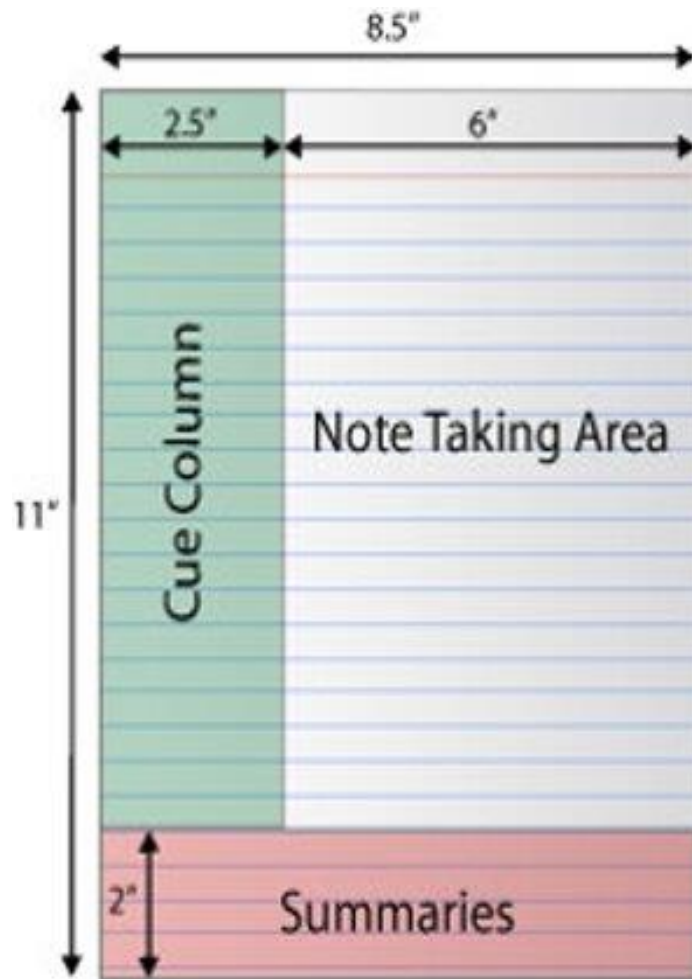 8.5"
2.5" 6"
Cue Column
Note Taking Area
11"
2"
Summaries